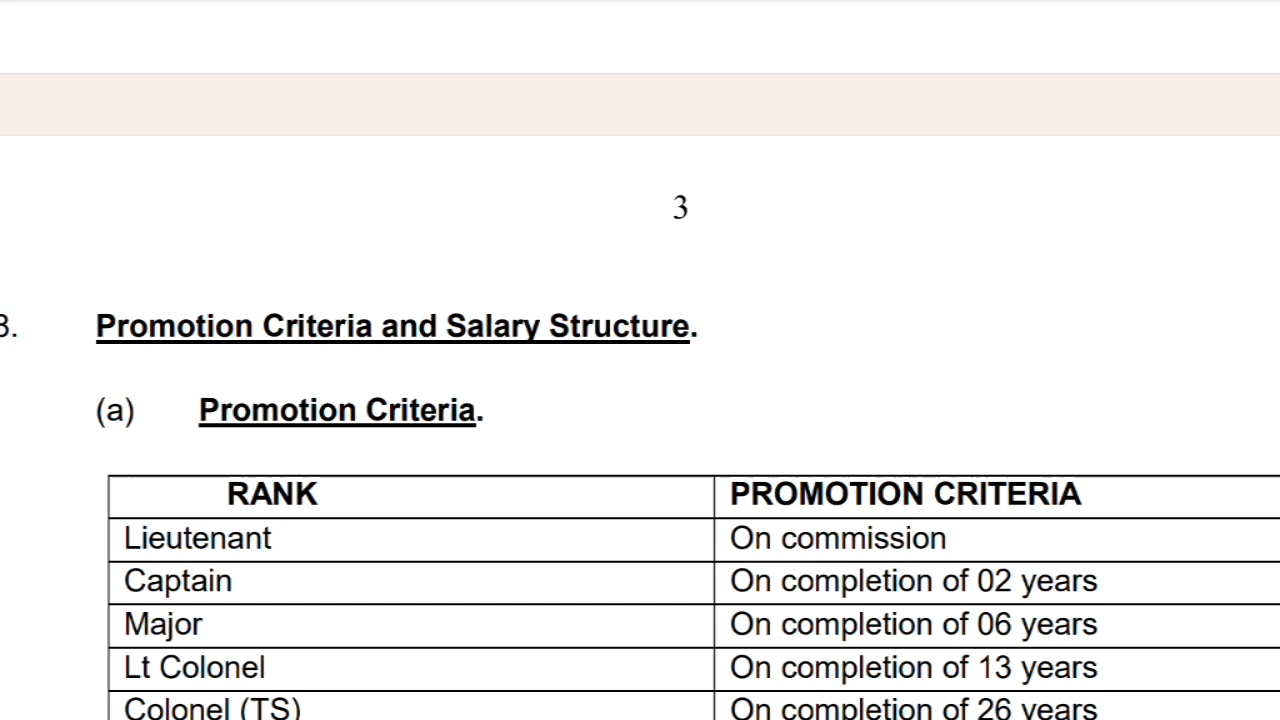 3
3. Promotion Criteria and Salary Structure.
(a) Promotion Criteria.
RANK PROMOTION CRITERIA
Lieutenant On commission
Captain On completion of 02 years
Major On completion of 06 years
Lt Colonel On completion of 13 years
Colonel (TS) On completion of 26 years